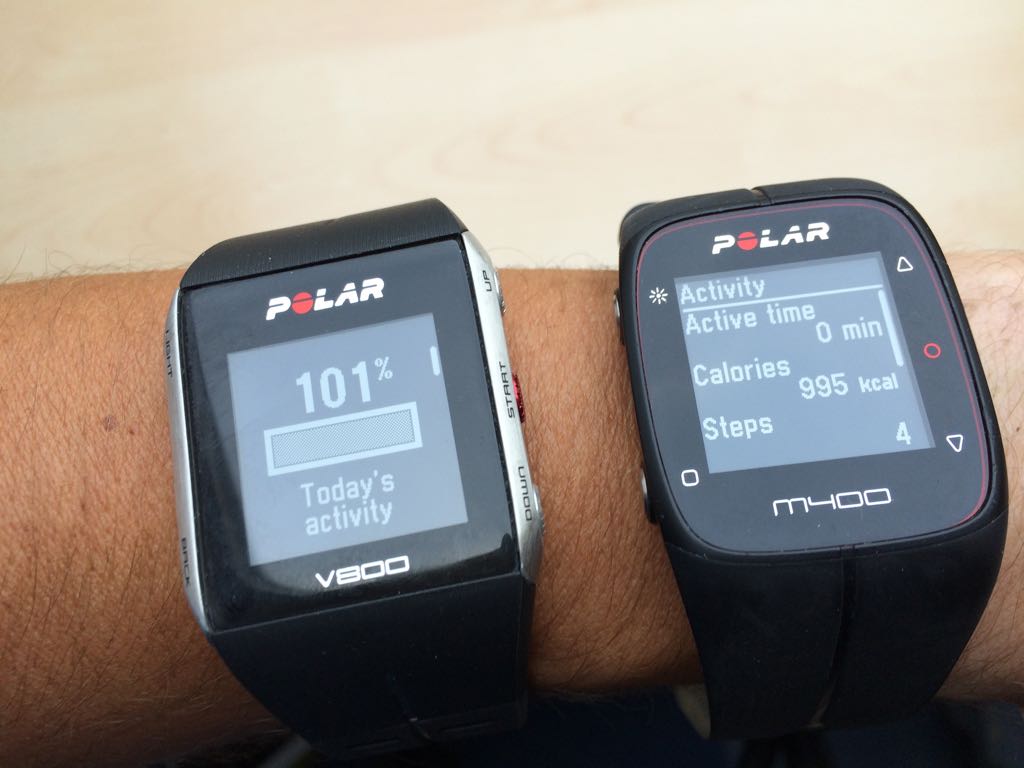 LIGHT
BACK
POLAR
101%
Today's
activity
V800
UP
START
DOWN
POLAR
Activity
Active time
0 min
Calories
995 kcal
Steps
4
M400